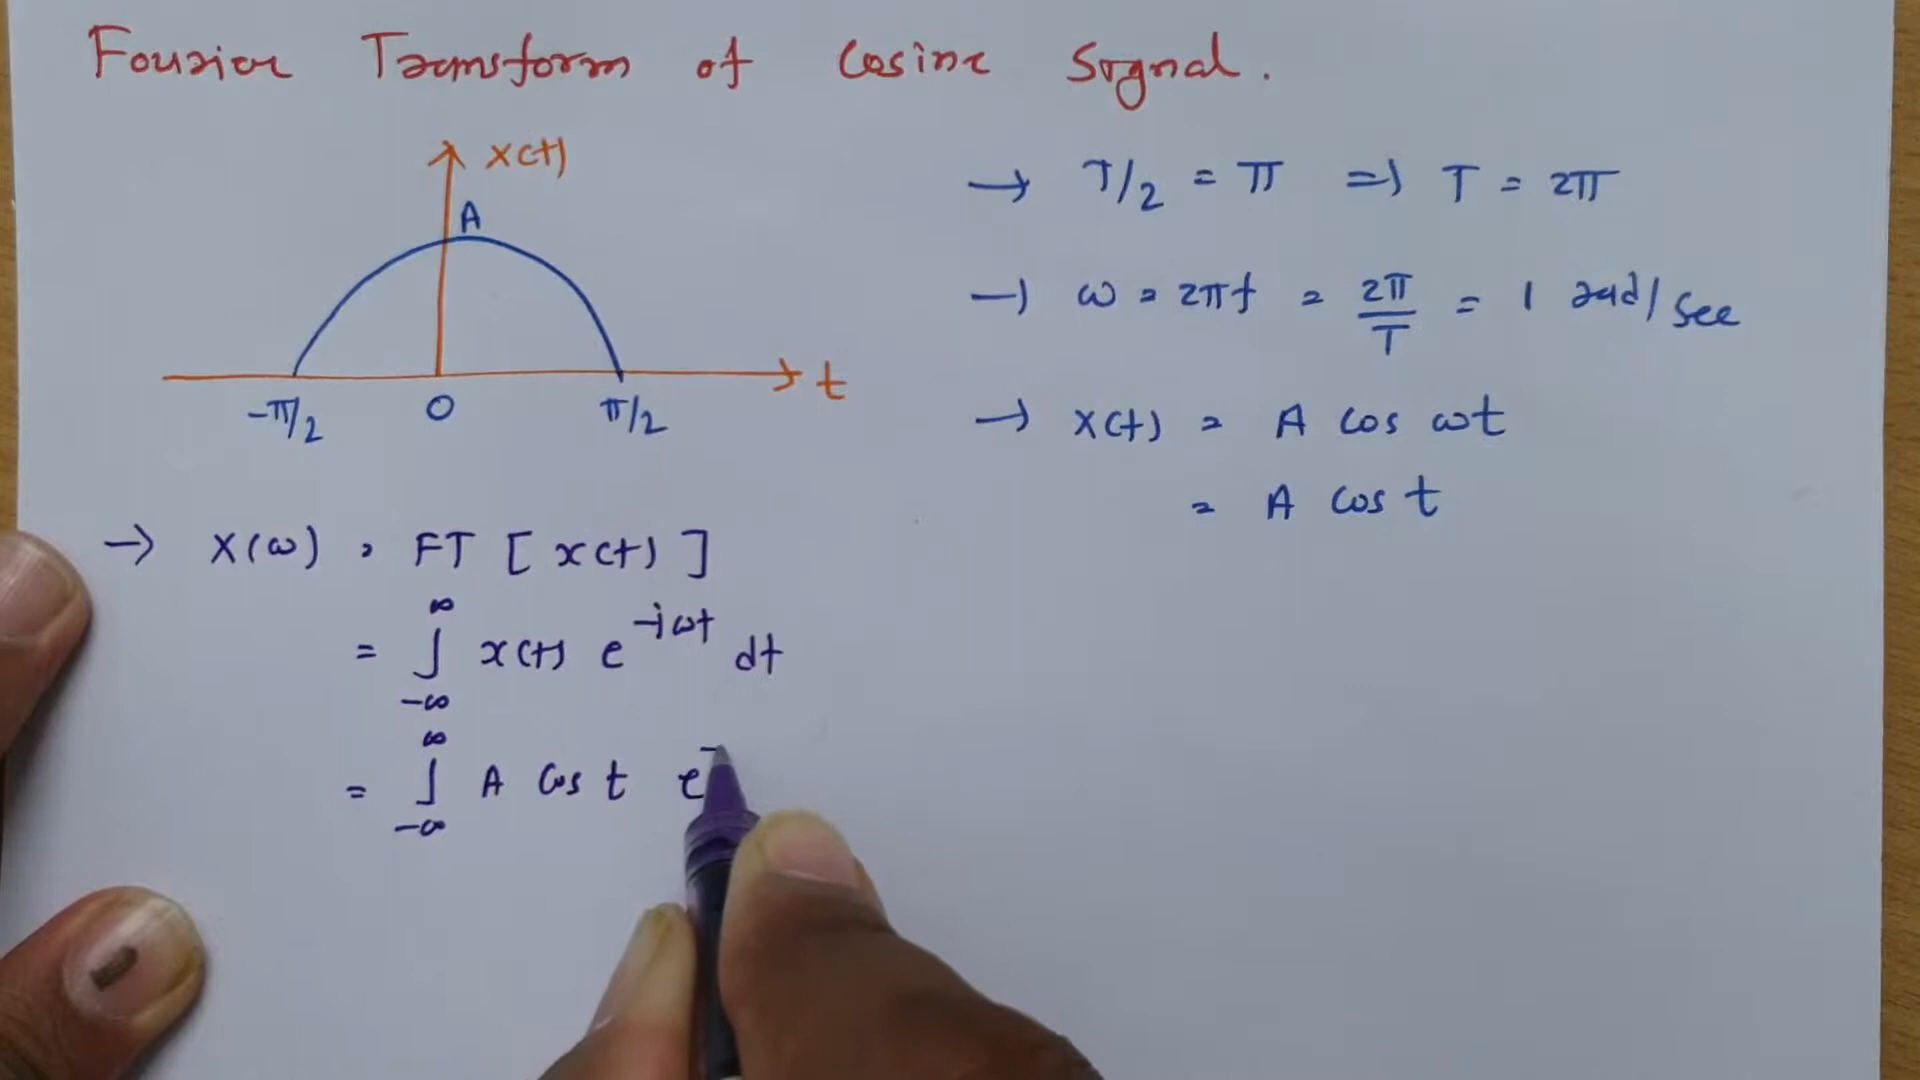 Fourier Transform of Cosine Signal.
x(t)
A
-π/2 0 π/2 t
→ T/2 = π => T = 2π
→ ω = 2πf = 2π/T = 1 rad/sec
→ x(t) = A cos ωt
= A cos t
→ X(ω) = FT [x(t)]
= ∫_{-∞}^{∞} x(t) e^{-jωt} dt
= ∫_{-∞}^{∞} A cos t e^{-